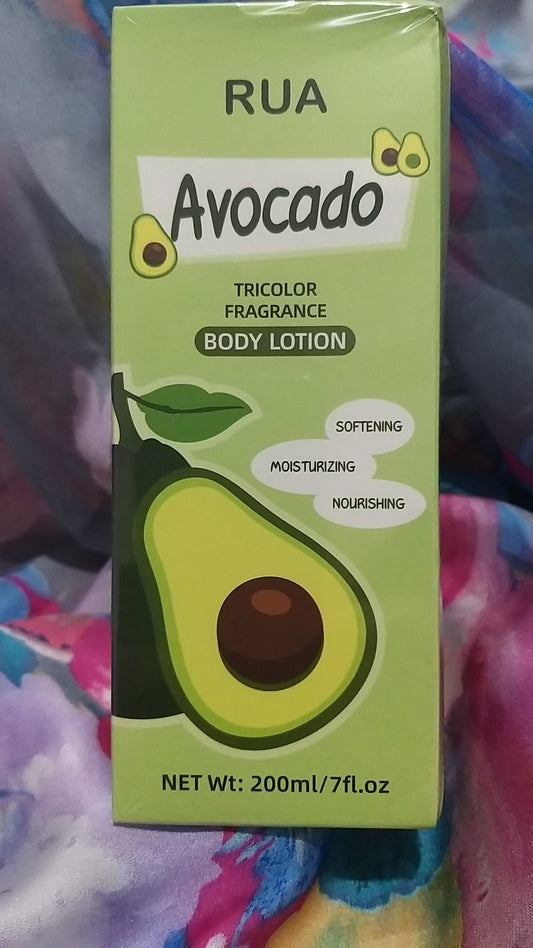 RUA
Avocado
TRICOLOR
FRAGRANCE
BODY LOTION
SOFTENING
MOISTURIZING
NOURISHING
NET Wt: 200ml/7fl.oz